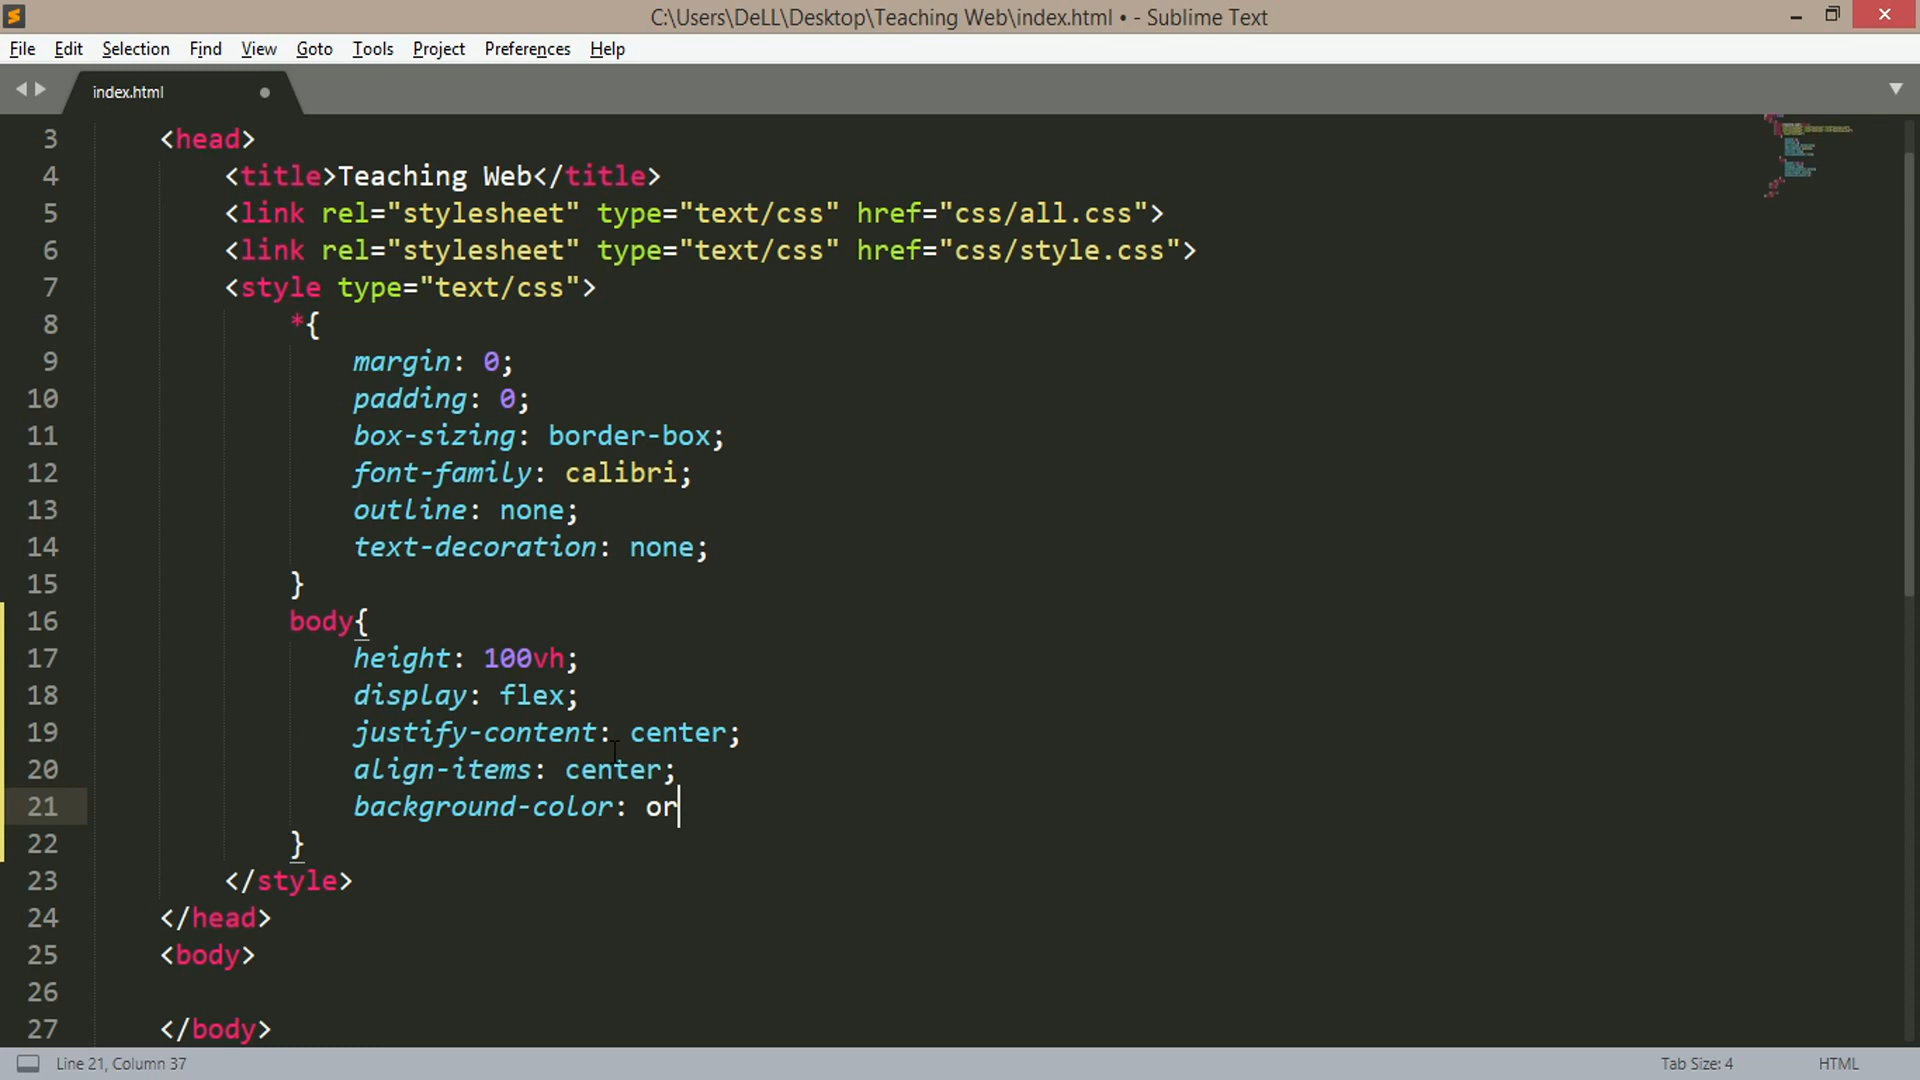 C:\Users\DeLL\Desktop\Teaching Web\index.html • - Sublime Text
File Edit Selection Find View Goto Tools Project Preferences Help
index.html
3 <head>
4 <title>Teaching Web</title>
5 <link rel="stylesheet" type="text/css" href="css/all.css">
6 <link rel="stylesheet" type="text/css" href="css/style.css">
7 <style type="text/css">
8 *{
9 margin: 0;
10 padding: 0;
11 box-sizing: border-box;
12 font-family: calibri;
13 outline: none;
14 text-decoration: none;
15 }
16 body{
17 height: 100vh;
18 display: flex;
19 justify-content: center;
20 align-items: center;
21 background-color: or
22 }
23 </style>
24 </head>
25 <body>
26
27 </body>
Line 21, Column 37 Tab Size: 4 HTML